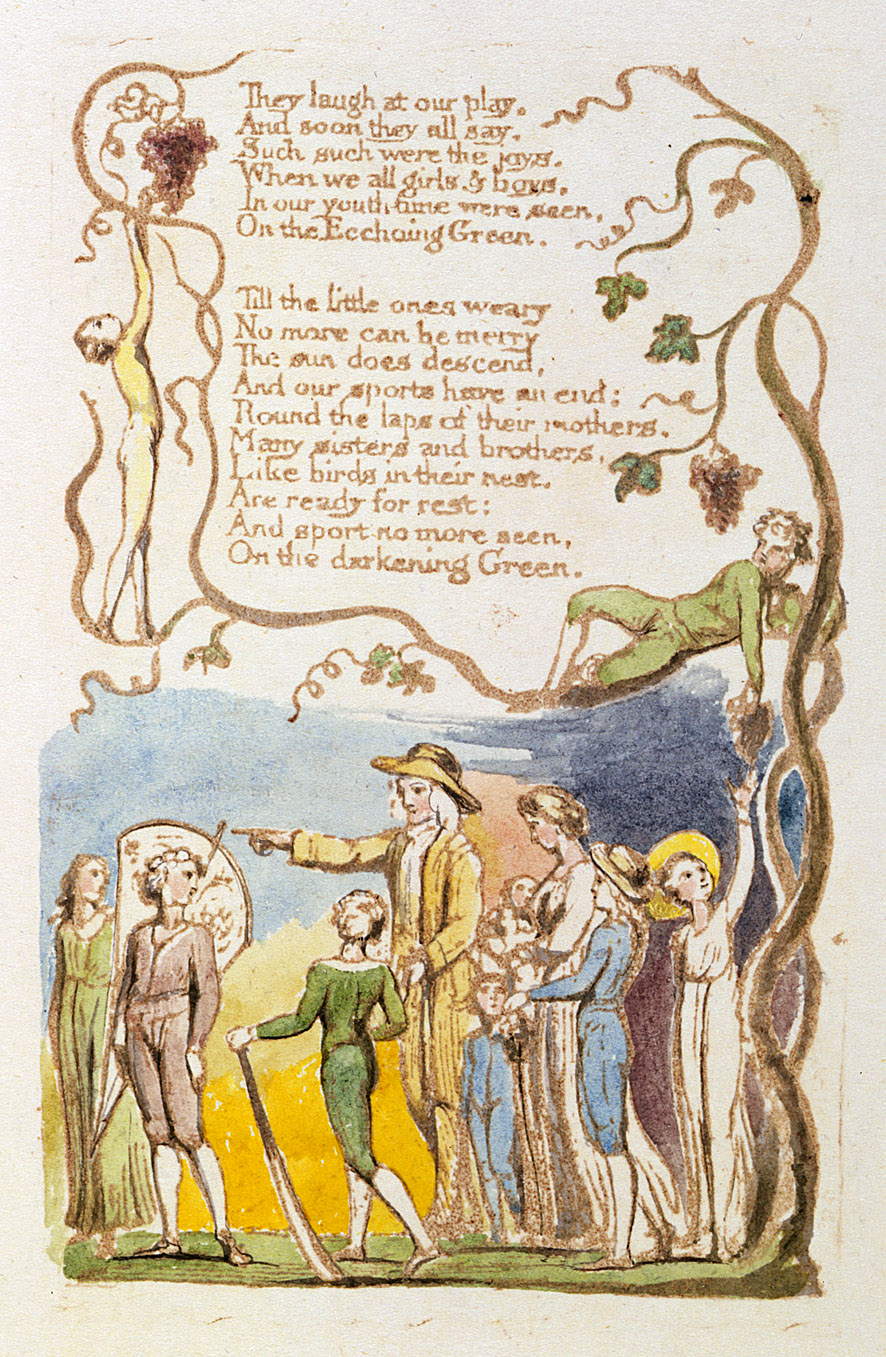 They laugh at our play,
And soon they all say.
Such such were the joys.
When we all girls & boys,
In our youth-time were seen,
On the Ecchoing Green.
Till the little ones weary
No more can be merry
The sun does descend,
And our sports have an end:
Round the laps of their mothers,
Many sisters and brothers,
Like birds in their nest,
Are ready for rest;
And sport no more seen,
On the darkening Green.